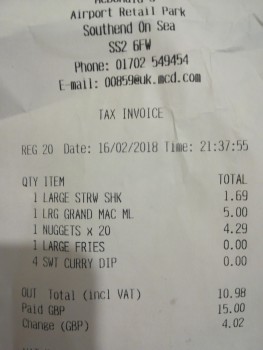 Airport Retail Park
Southend On Sea
SS2 6FW
Phone: 01702 549454
E-mail: 00859@uk.mcd.com
TAX INVOICE
REG 20 Date: 16/02/2018 Time: 21:37:55
QTY ITEM TOTAL
1 LARGE STRW SHK 1.69
1 LRG GRAND MAC ML 5.00
1 NUGGETS x 20 4.29
1 LARGE FRIES 0.00
4 SWT CURRY DIP 0.00
OUT Total (incl VAT) 10.98
Paid GBP 15.00
Change (GBP) 4.02